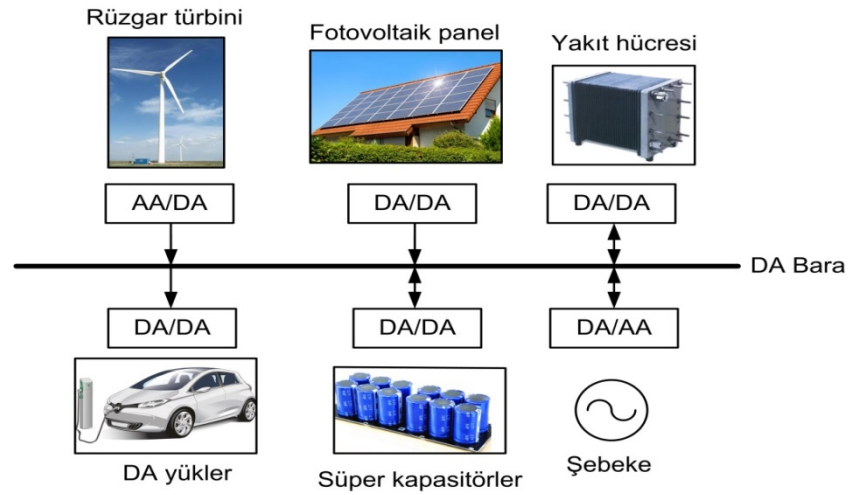 Rüzgar türbini
Fotovoltaik panel
Yakıt hücresi
AA/DA
DA/DA
DA/DA
DA Bara
DA/DA
DA/DA
DA/AA
DA yükler
Süper kapasitörler
Şebeke